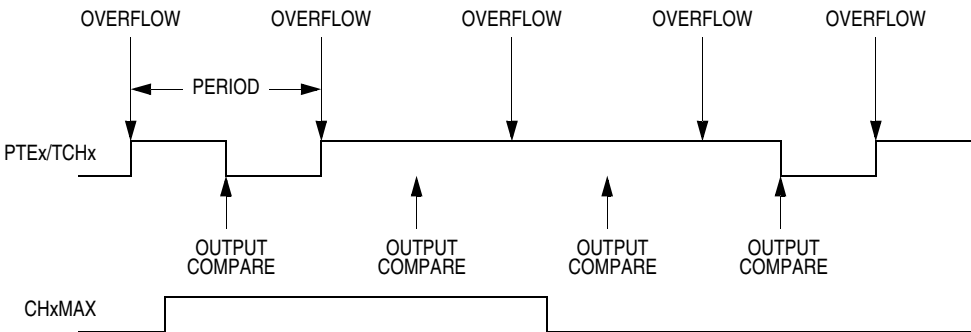 OVERFLOW OVERFLOW OVERFLOW OVERFLOW OVERFLOW
PERIOD
PTEx/TCHx
OUTPUT COMPARE
OUTPUT COMPARE
OUTPUT COMPARE
OUTPUT COMPARE
CHxMAX